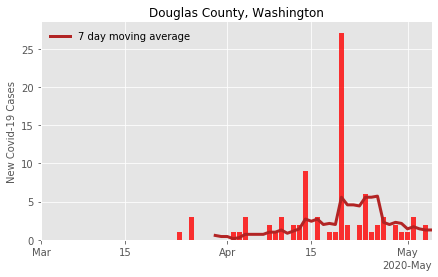 Douglas County, Washington
7 day moving average
New Covid-19 Cases
25
20
15
10
5
0
Mar
15
Apr
15
May
2020-May